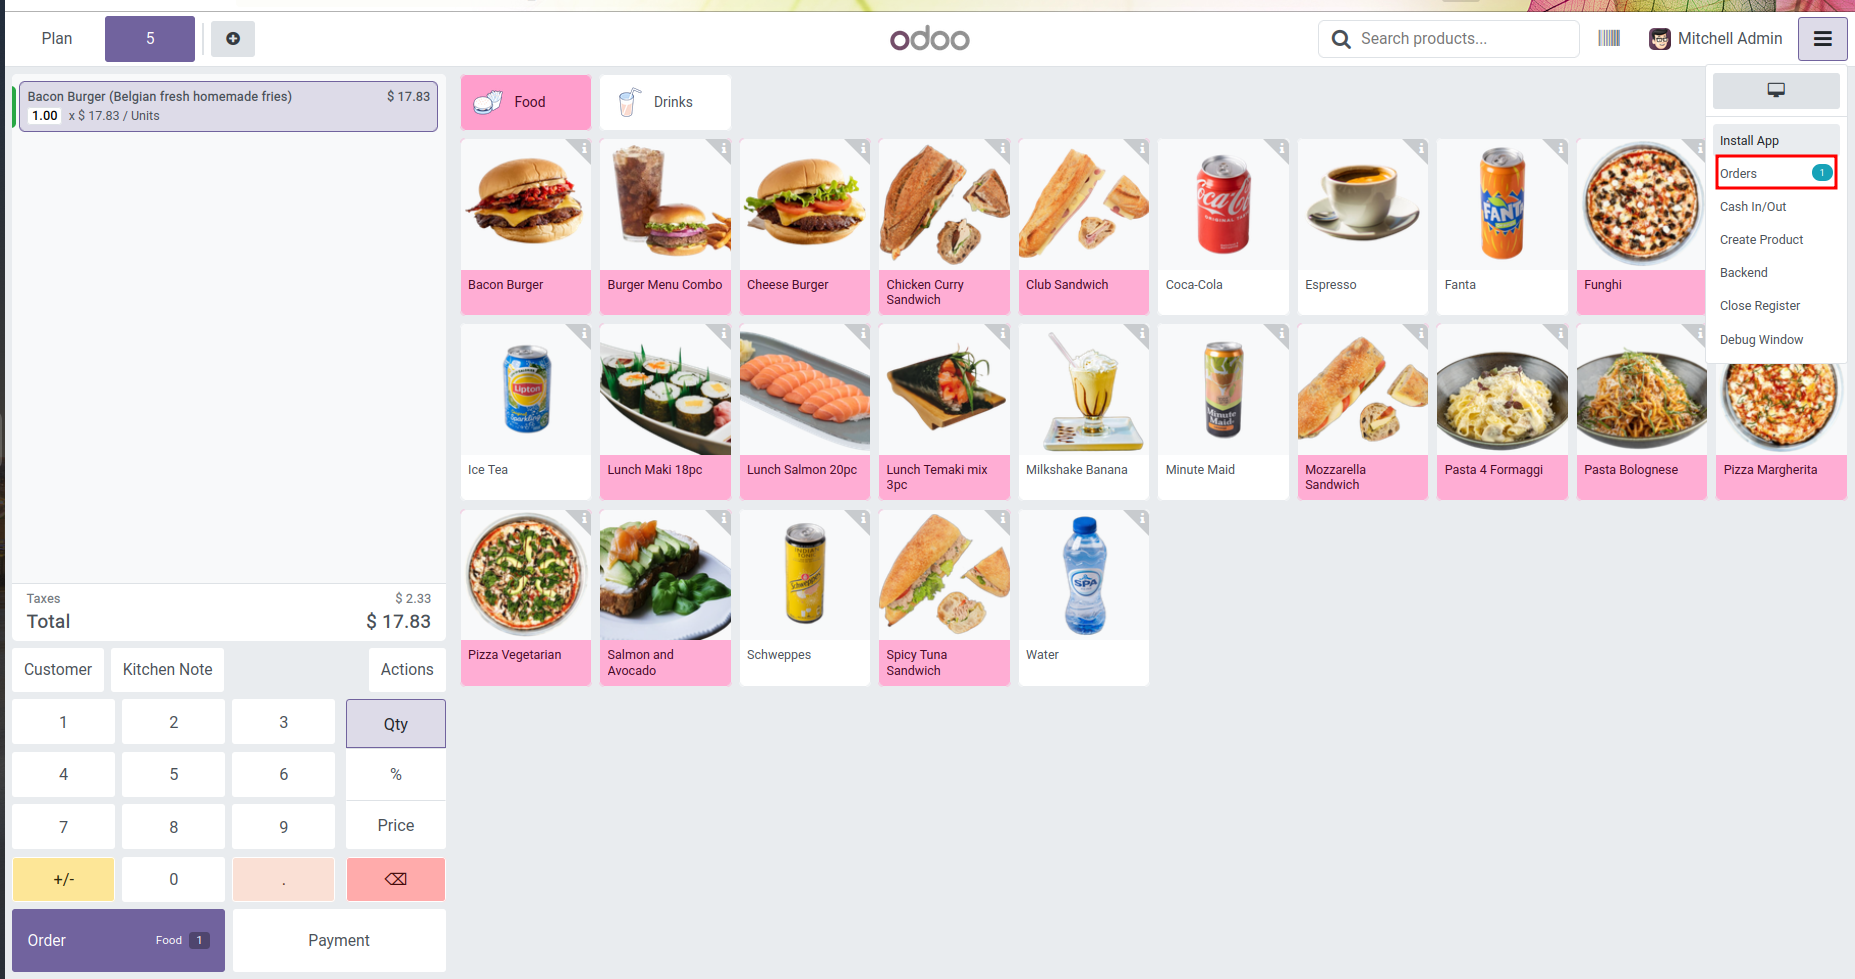 Plan
5
odoo
Search products...
Mitchell Admin
Bacon Burger (Belgian fresh homemade fries)
$ 17.83
1.00 x $ 17.83 / Units
Food
Drinks
Install App
Orders
1
Cash In/Out
Create Product
Backend
Close Register
Debug Window
Bacon Burger
Burger Menu Combo
Cheese Burger
Chicken Curry
Sandwich
Club Sandwich
Coca-Cola
Espresso
FANTA
Fanta
Funghi
Lipton
Ice Tea
Lunch Maki 18pc
Lunch Salmon 20pc
Lunch Temaki mix
3pc
Milkshake Banana
Minute
Maid
Minute Maid
Mozzarella
Sandwich
Pasta 4 Formaggi
Pasta Bolognese
Pizza Margherita
Pizza Vegetarian
Salmon and
Avocado
Schweppes
Schweppes
Spicy Tuna
Sandwich
SPA
Water
Taxes
$ 2.33
Total
$ 17.83
Customer
Kitchen Note
Actions
1
2
3
Qty
4
5
6
%
7
8
9
Price
+/-
0
.
Order
Food
1
Payment